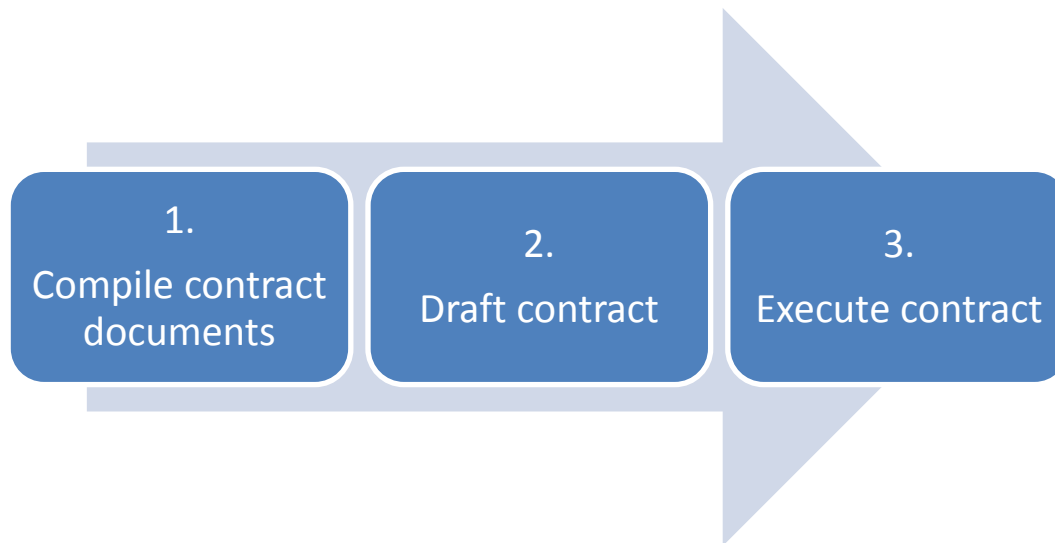 1.
Compile contract
documents
2.
Draft contract
3.
Execute contract